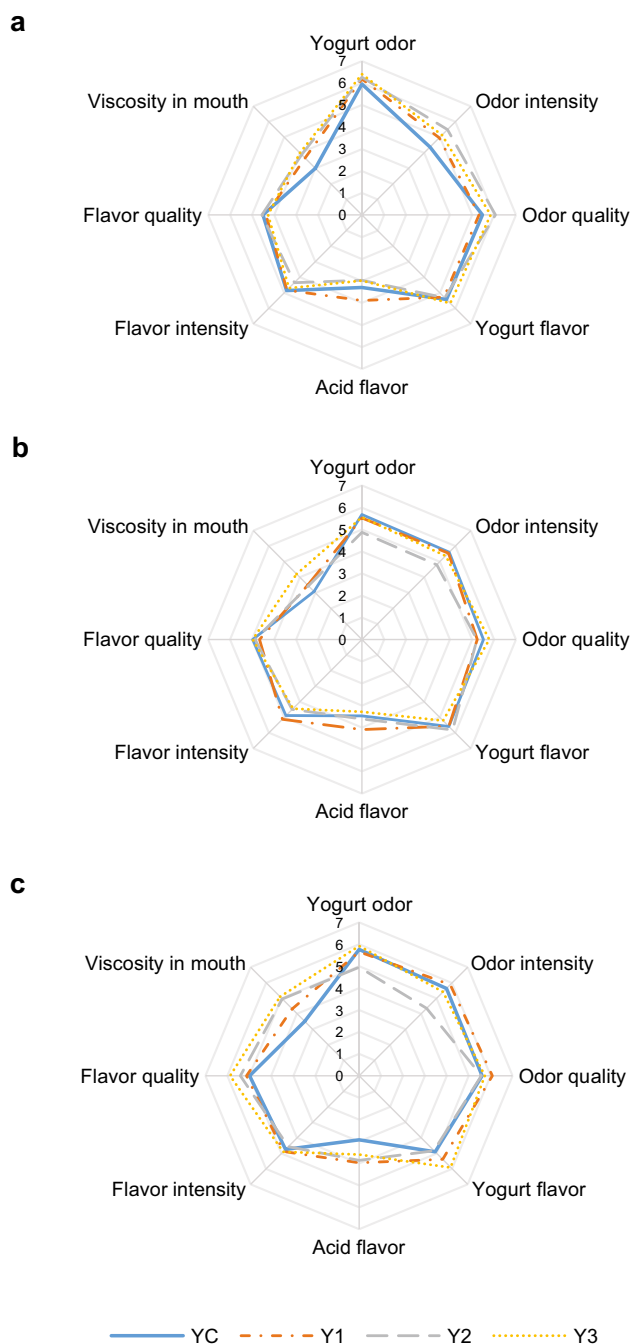 a
Yogurt odor
7
6
5
4
3
2
1
0
Viscosity in mouth
Odor intensity
Flavor quality
Odor quality
Flavor intensity
Yogurt flavor
Acid flavor
b
Yogurt odor
7
6
5
4
3
2
1
0
Viscosity in mouth
Odor intensity
Flavor quality
Odor quality
Flavor intensity
Yogurt flavor
Acid flavor
c
Yogurt odor
7
6
5
4
3
2
1
0
Viscosity in mouth
Odor intensity
Flavor quality
Odor quality
Flavor intensity
Yogurt flavor
Acid flavor
YC Y1 Y2 Y3